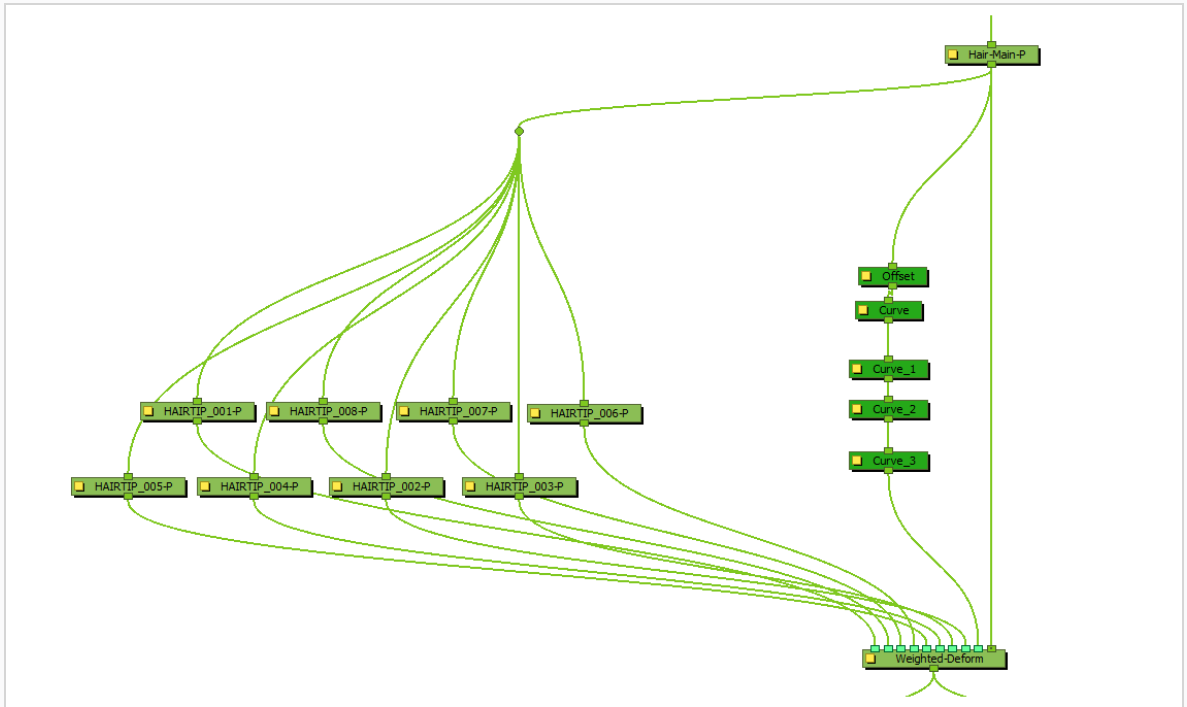 Hair-Main-P
Offset
Curve
Curve_1
HAIRTIP_001-P
HAIRTIP_008-P
HAIRTIP_007-P
HAIRTIP_006-P
Curve_2
Curve_3
HAIRTIP_005-P
HAIRTIP_004-P
HAIRTIP_002-P
HAIRTIP_003-P
Weighted-Deform